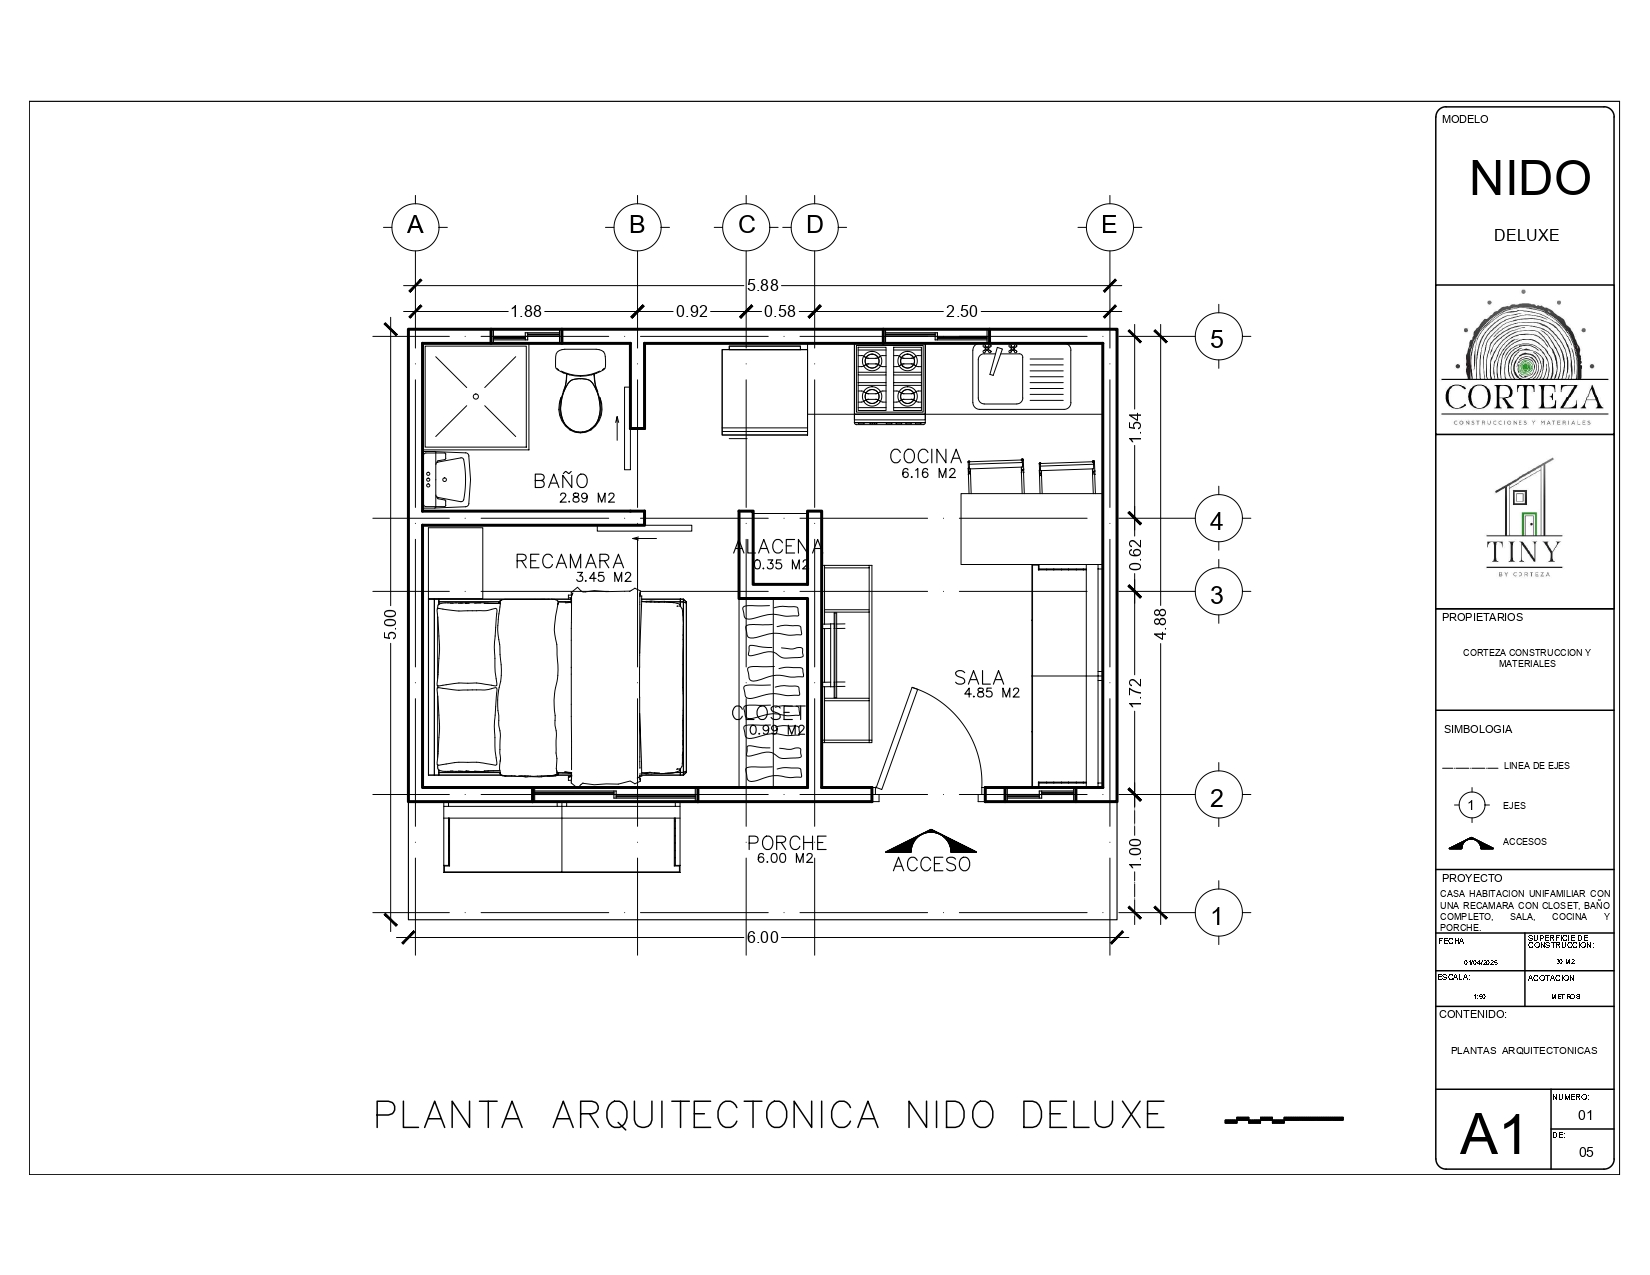 A
B
C
D
E
5.88
1.88
0.92
0.58
2.50
5
4
3
2
1
1.54
0.62
1.72
1.00
4.88
5.00
6.00
COCINA
6.16 M2
BAÑO
2.89 M2
RECAMARA
3.45 M2
ALACENA
0.35 M2
SALA
4.85 M2
CLOSET
0.99 M2
PORCHE
6.00 M2
ACCESO
PLANTA ARQUITECTONICA NIDO DELUXE
MODELO
NIDO
DELUXE
CORTEZA
CONSTRUCCIONES Y MATERIALES
TINY
BY CORTEZA
PROPIETARIOS
CORTEZA CONSTRUCCION Y
MATERIALES
SIMBOLOGIA
LINEA DE EJES
1
EJES
ACCESOS
PROYECTO
CASA HABITACION UNIFAMILIAR CON
UNA RECAMARA CON CLOSET, BAÑO
COMPLETO, SALA, COCINA Y
PORCHE.
FECHA
01/04/2025
SUPERFICIE DE
CONSTRUCCION:
30 M2
ESCALA:
1:50
ACOTACION
METROS
CONTENIDO:
PLANTAS ARQUITECTONICAS
A1
NUMERO:
01
DE:
05